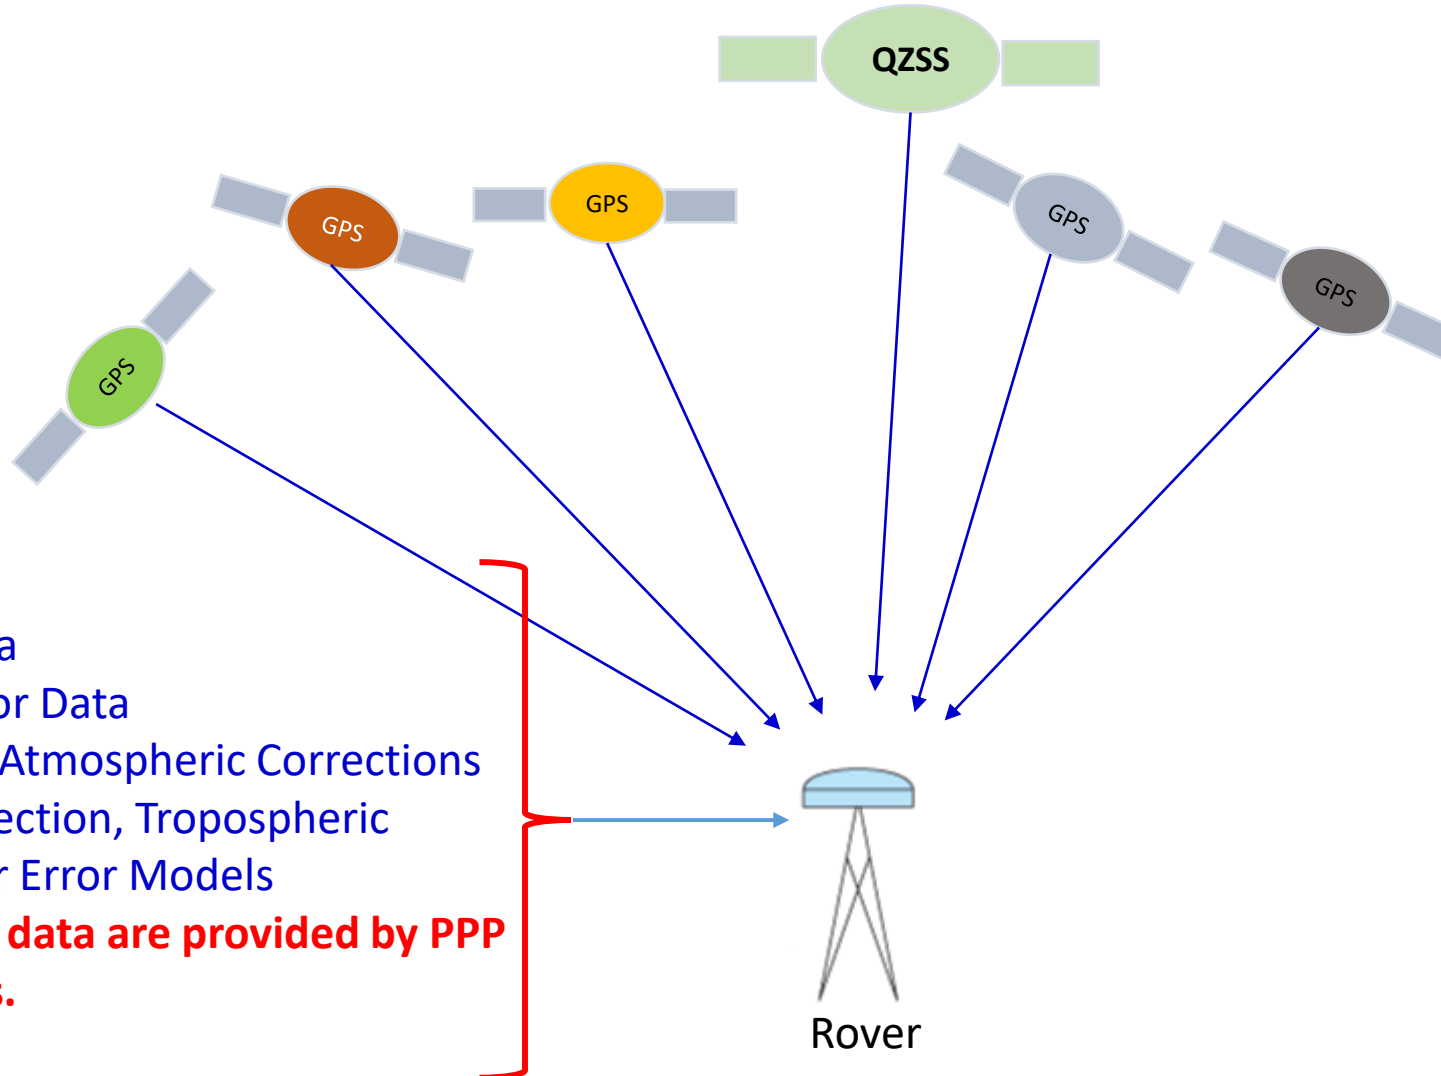 QZSS
GPS
GPS
GPS
GPS
GPS
a
or Data
Atmospheric Corrections
ection, Tropospheric
r Error Models
data are provided by PPP
s.
Rover